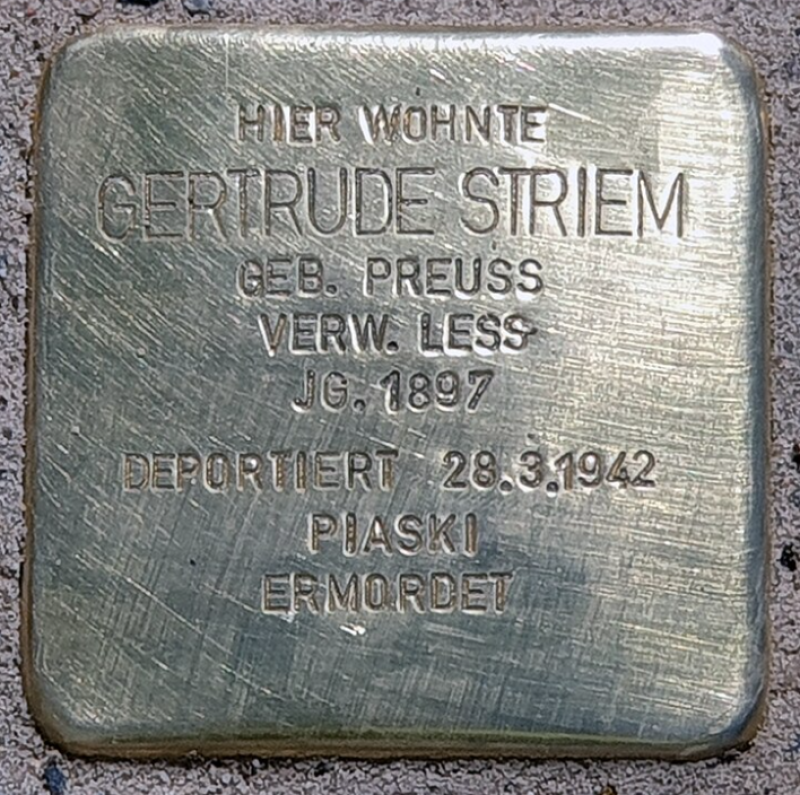 HIER WOHNTE
GERTRUDE STRIEM
GEB. PREUSS
VERW. LESS
JG. 1897
DEPORTIERT 28.3.1942
PIASKI
ERMORDET